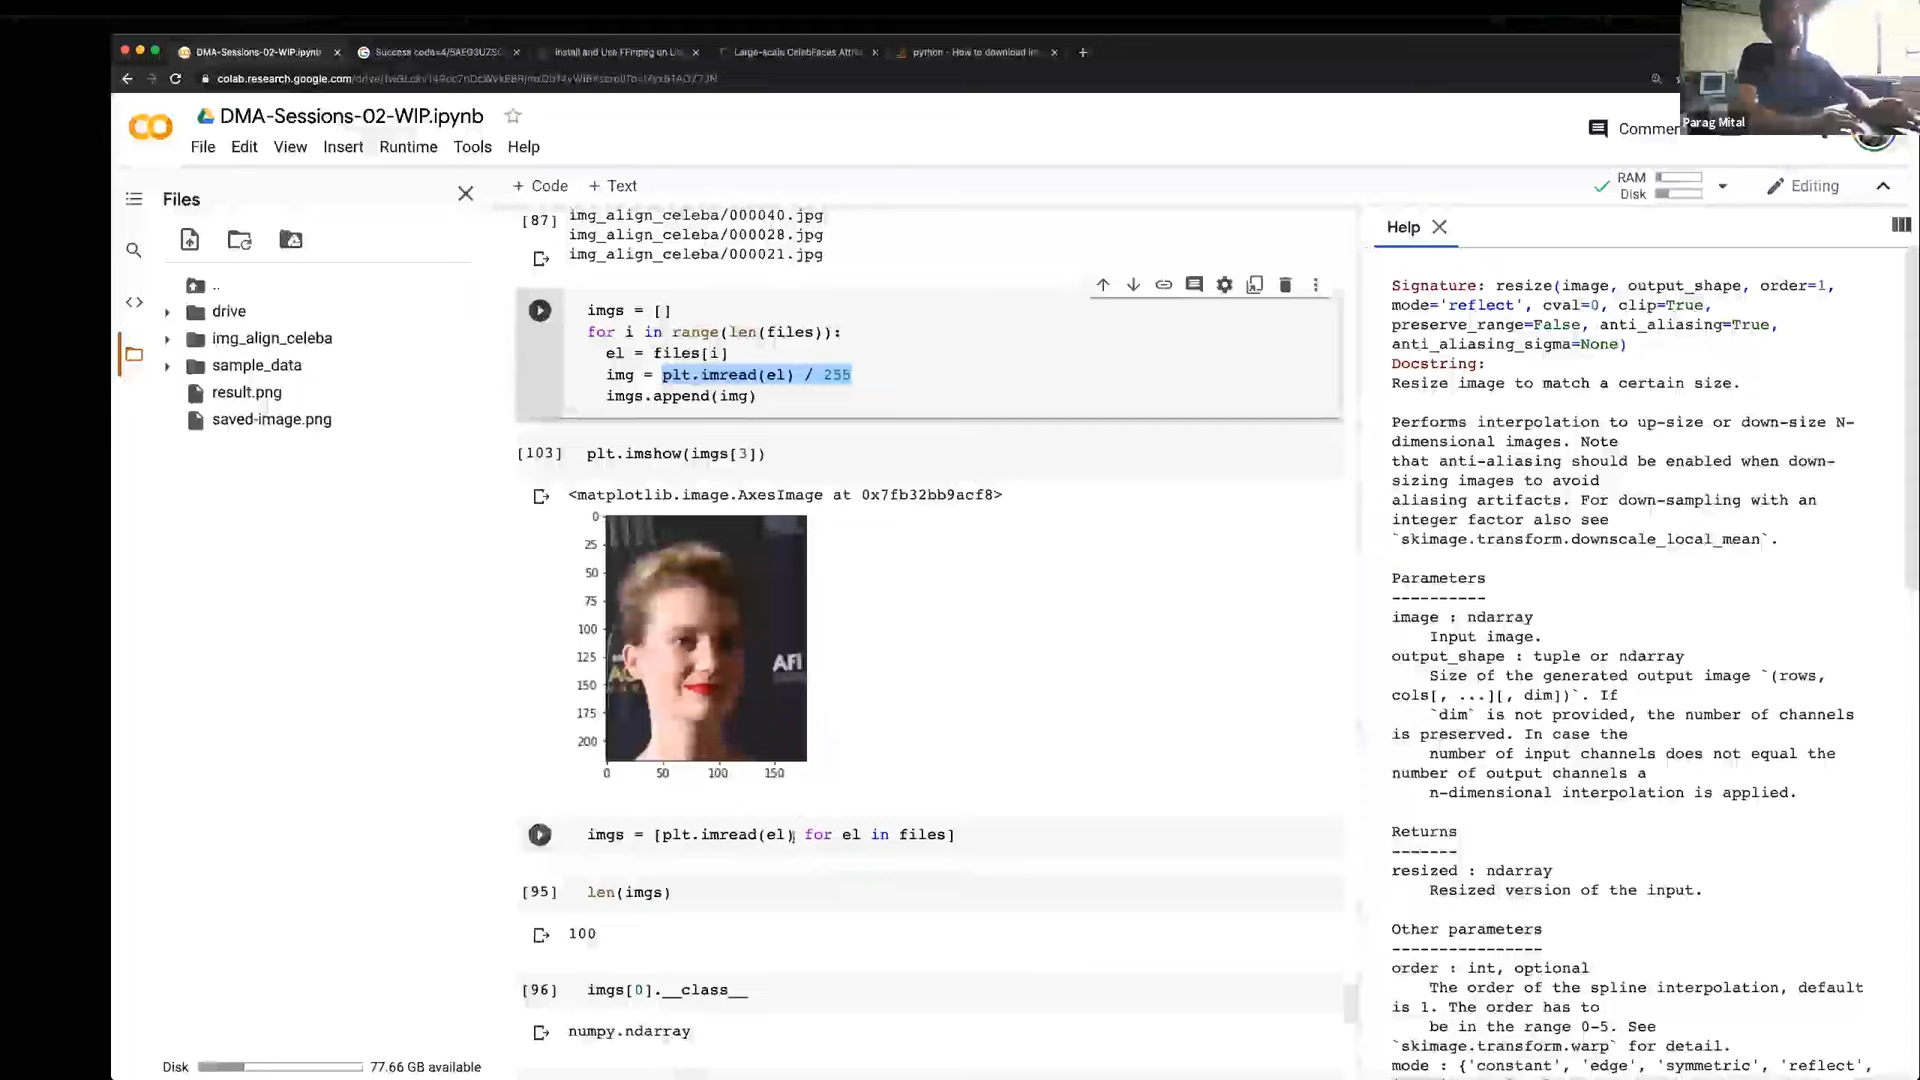 DMA-Sessions-02-WIP.ipynb
Success code=4/5AEG3UZS
Install and Use FFmpeg on
Large-scale CelebFaces Attrib
python - How to download im
colab.research.google.com
Parag Mital
DMA-Sessions-02-WIP.ipynb
Commen
File Edit View Insert Runtime Tools Help
RAM
Disk
Editing
Files
+ Code + Text
Help
..
drive
img_align_celeba
sample_data
result.png
saved-image.png
Disk 77.66 GB available
[87]
img_align_celeba/000040.jpg
img_align_celeba/000028.jpg
img_align_celeba/000021.jpg
imgs = []
for i in range(len(files)):
el = files[i]
img = plt.imread(el) / 255
imgs.append(img)
[103] plt.imshow(imgs[3])
<matplotlib.image.AxesImage at 0x7fb32bb9acf8>
0
25
50
75
100
125
150
175
200
0 50 100 150
AFI
imgs = [plt.imread(el) for el in files]
[95] len(imgs)
100
[96] imgs[0].__class__
numpy.ndarray
Signature: resize(image, output_shape, order=1,
mode='reflect', cval=0, clip=True,
preserve_range=False, anti_aliasing=True,
anti_aliasing_sigma=None)
Docstring:
Resize image to match a certain size.
Performs interpolation to up-size or down-size N-
dimensional images. Note
that anti-aliasing should be enabled when down-
sizing images to avoid
aliasing artifacts. For down-sampling with an
integer factor also see
`skimage.transform.downscale_local_mean`.
Parameters
----------
image : ndarray
Input image.
output_shape : tuple or ndarray
Size of the generated output image `(rows,
cols[, ...][, dim])`. If
`dim` is not provided, the number of channels
is preserved. In case the
number of input channels does not equal the
number of output channels a
n-dimensional interpolation is applied.
Returns
-------
resized : ndarray
Resized version of the input.
Other parameters
----------------
order : int, optional
The order of the spline interpolation, default
is 1. The order has to
be in the range 0-5. See
`skimage.transform.warp` for detail.
mode : {'constant', 'edge', 'symmetric', 'reflect',